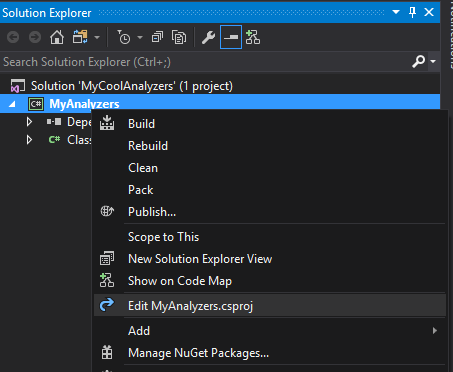 Solution Explorer
Search Solution Explorer (Ctrl+;)
Solution 'MyCoolAnalyzers' (1 project)
C# MyAnalyzers
Depe
C# Class
Build
Rebuild
Clean
Pack
Publish...
Scope to This
New Solution Explorer View
Show on Code Map
Edit MyAnalyzers.csproj
Add
Manage NuGet Packages...
Notifications